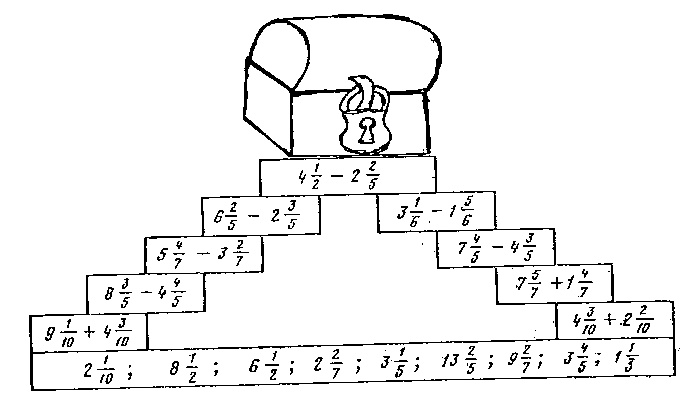 4 1/2 − 2 2/5
6 2/5 − 2 3/5 3 1/6 − 1 5/6
5 4/7 − 3 2/7 7 4/5 − 4 3/5
8 3/5 − 4 4/5 7 5/7 + 1 4/7
9 1/10 + 4 3/10 4 3/10 + 2 2/10
2 1/10 ; 8 1/2 ; 6 1/2 ; 2 2/7 ; 3 1/5 ; 13 2/5 ; 9 2/7 ; 3 4/5 ; 1 1/3